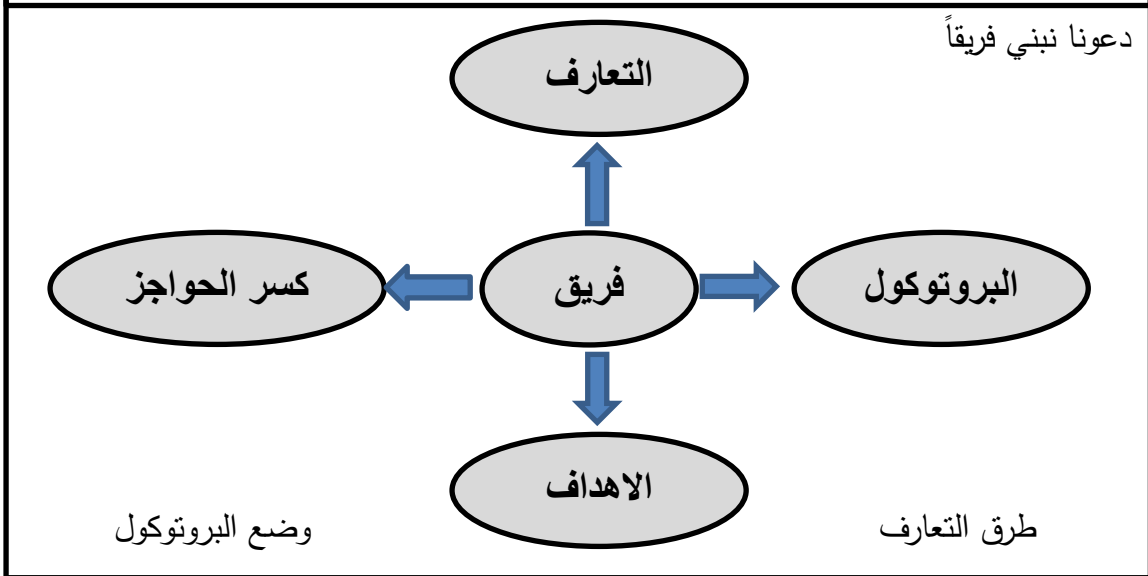 دعونا نبني فريقاً
التعارف
البروتوكول
فريق
كسر الحواجز
الاهداف
طرق التعارف
وضع البروتوكول